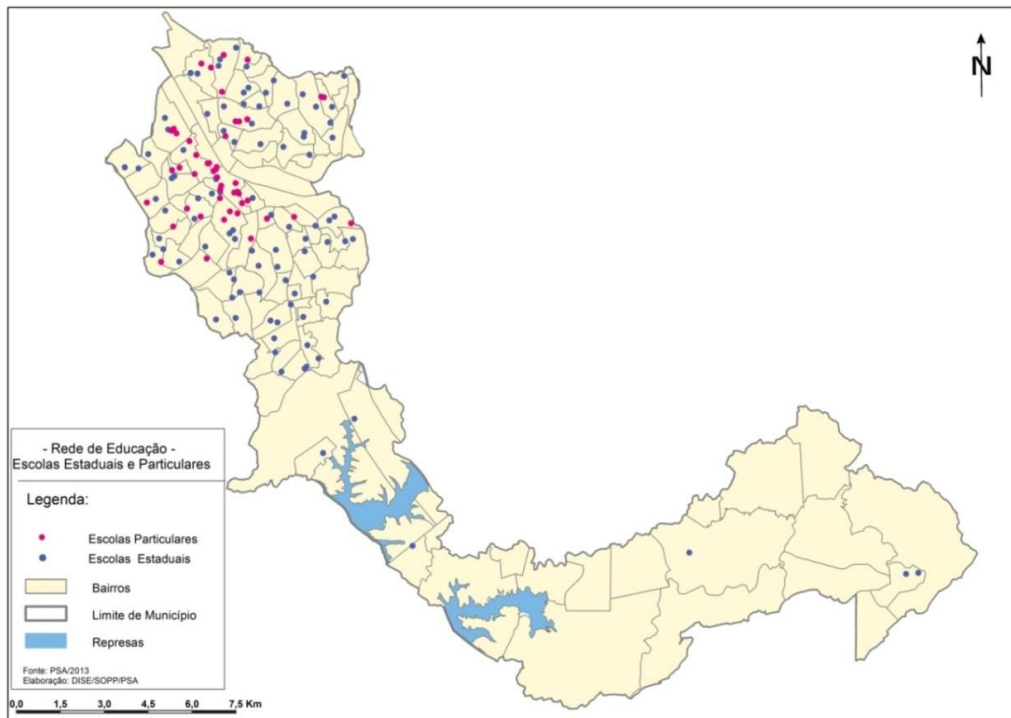 N
- Rede de Educação -
Escolas Estaduais e Particulares
Legenda:
Escolas Particulares
Escolas Estaduais
Bairros
Limite de Município
Represas
Fonte: PSA/2013
Elaboração: DISE/SOPP/PSA
0,0 1,5 3,0 4,5 6,0 7,5 Km